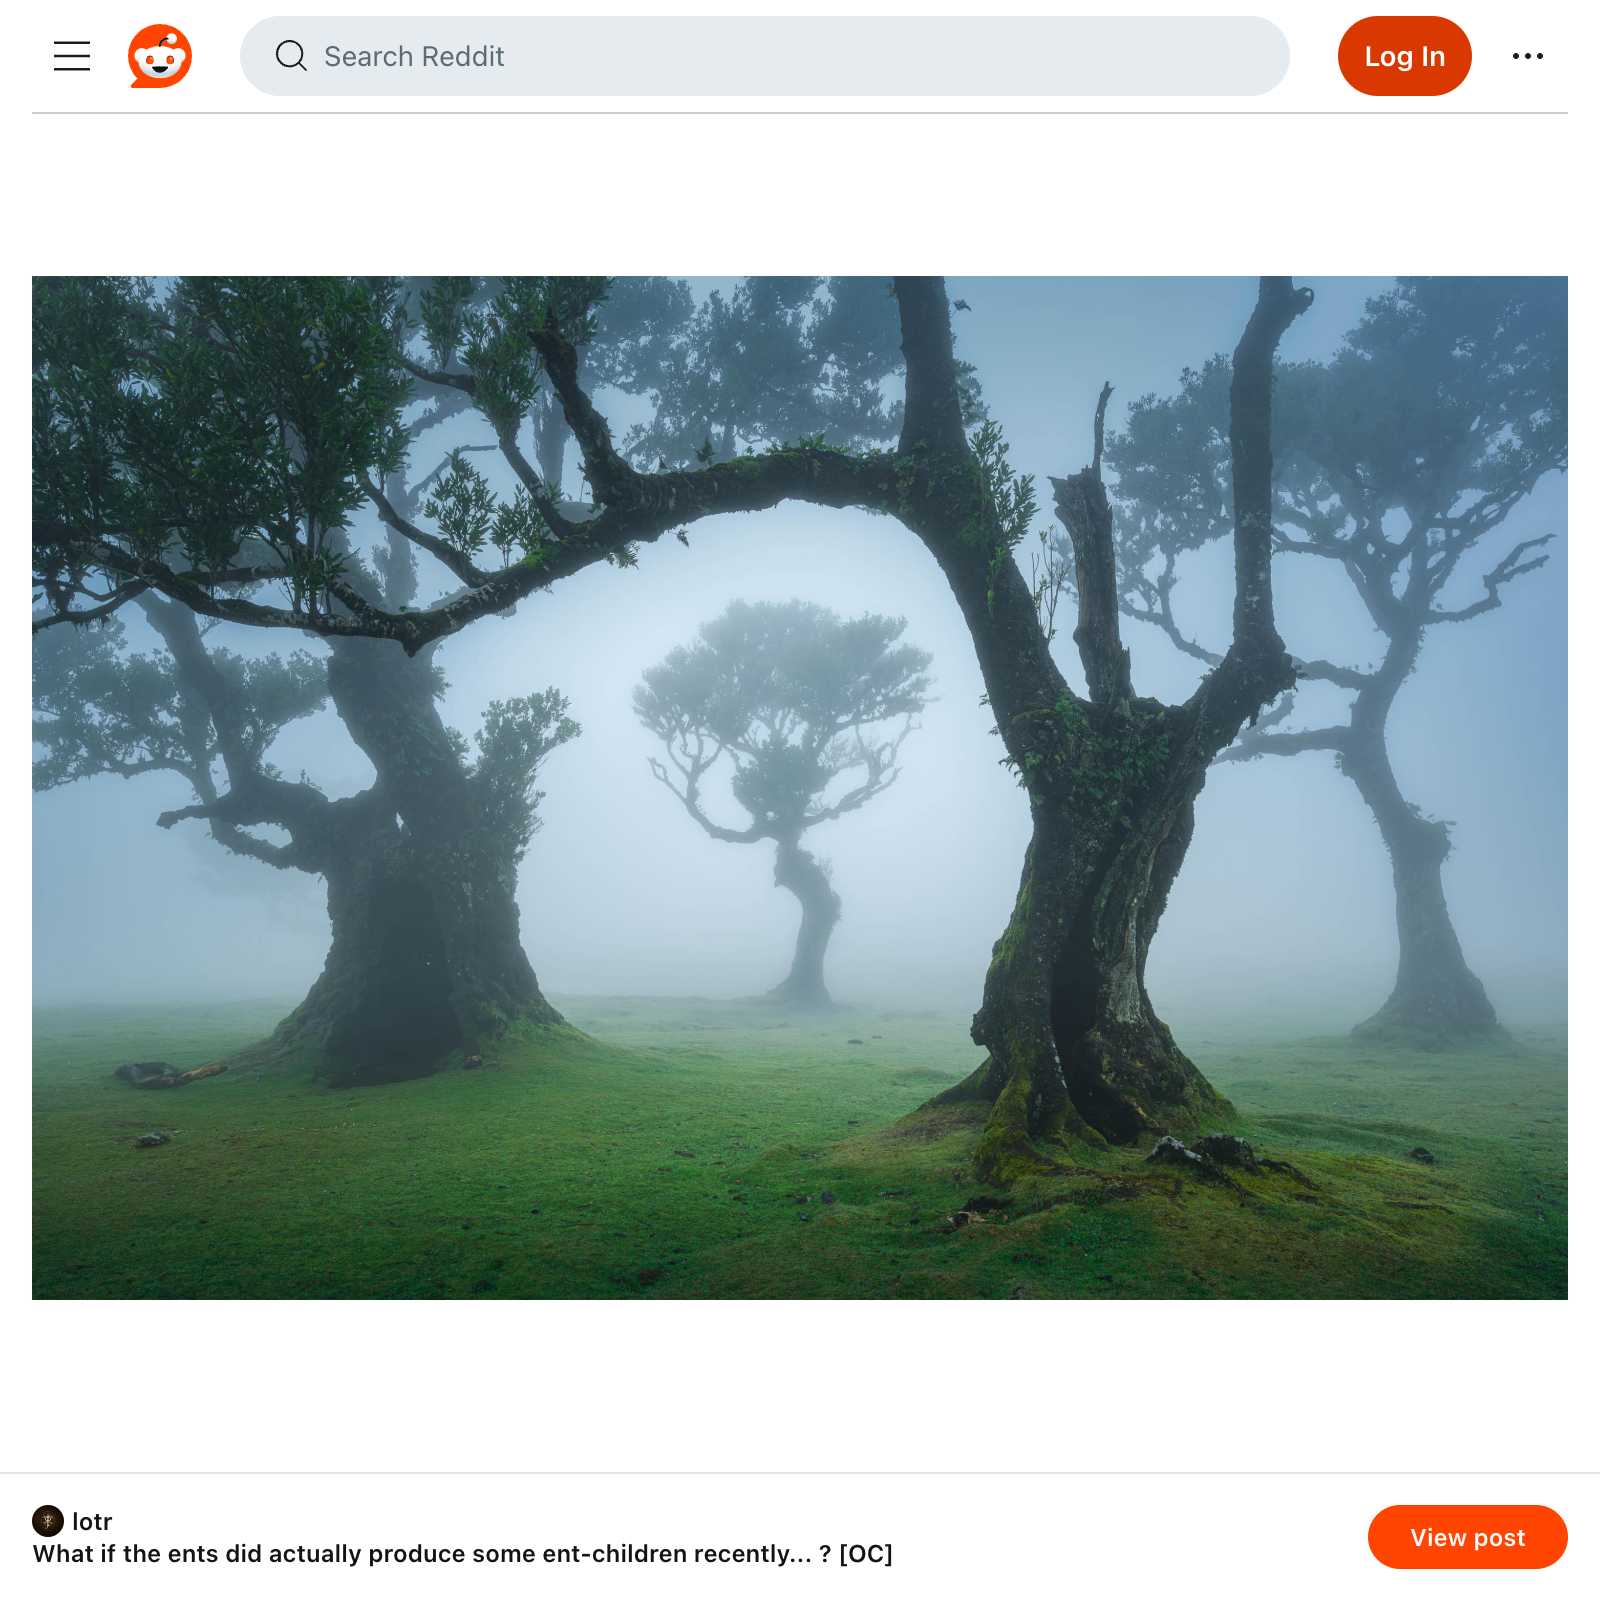 Search Reddit
Log In
lotr
What if the ents did actually produce some ent-children recently... ? [OC]
View post